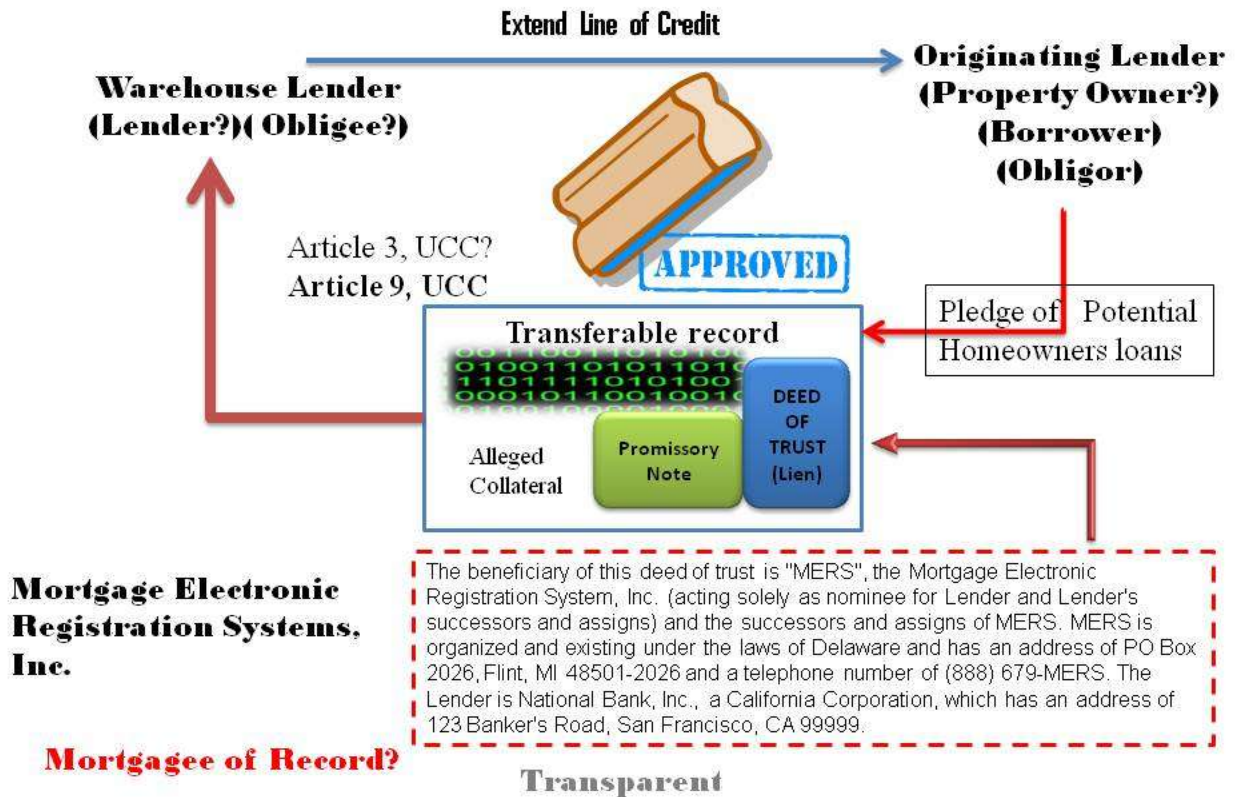 Extend Line of Credit
Warehouse Lender
(Lender?)( Obligee?)
Originating Lender
(Property Owner?)
(Borrower)
(Obligor)
Article 3, UCC?
Article 9, UCC
APPROVED
Pledge of Potential
Homeowners loans
Transferable record
0011001101010100
0100110101101010
1101111010101001
0001011001100101
Alleged
Collateral
Promissory
Note
DEED
OF
TRUST
(Lien)
Mortgage Electronic
Registration Systems,
Inc.
The beneficiary of this deed of trust is "MERS", the Mortgage Electronic
Registration System, Inc. (acting solely as nominee for Lender and Lender's
successors and assigns) and the successors and assigns of MERS. MERS is
organized and existing under the laws of Delaware and has an address of PO Box
2026, Flint, MI 48501-2026 and a telephone number of (888) 679-MERS. The
Lender is National Bank, Inc., a California Corporation, which has an address of
123 Banker's Road, San Francisco, CA 99999.
Mortgagee of Record?
Transparent